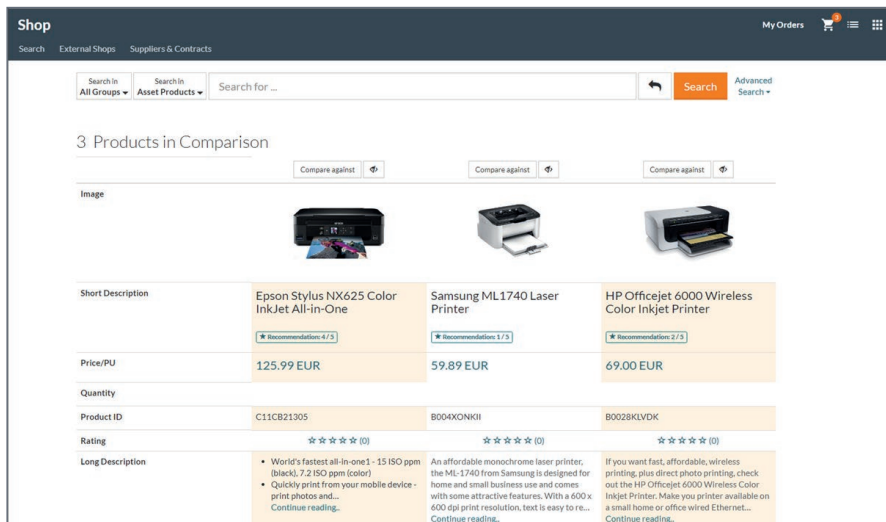 Shop
My Orders
3
Search External Shops Suppliers & Contracts
Search in
All Groups
Search in
Asset Products
Search for ...
Search
Advanced
Search
3 Products in Comparison
Compare against
Compare against
Compare against
Image
Short Description
Epson Stylus NX625 Color
InkJet All-in-One
Recommendation: 4 / 5
Samsung ML1740 Laser
Printer
Recommendation: 1 / 5
HP Officejet 6000 Wireless
Color Inkjet Printer
Recommendation: 2 / 5
Price/PU
125.99 EUR
59.89 EUR
69.00 EUR
Quantity
Product ID
C11CB21305
B004XONKII
B0028KLVDK
Rating
(0)
(0)
(0)
Long Description
• World's fastest all-in-one1 - 15 ISO ppm
(black), 7.2 ISO ppm (color)
• Quickly print from your mobile device -
print photos and...
Continue reading..
An affordable monochrome laser printer,
the ML-1740 from Samsung is designed for
home and small business use and comes
with some attractive features. With a 600 x
600 dpi print resolution, text is easy to re...
Continue reading..
If you want fast, affordable, wireless
printing, plus direct photo printing, check
out the HP Officejet 6000 Wireless Color
Inkjet Printer. Make you printer available on
a small home or office wired Ethernet...
Continue reading..